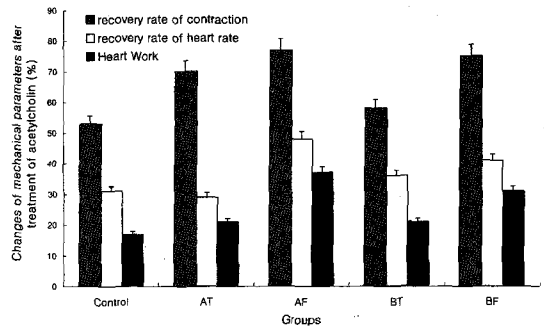 recovery rate of contraction
recovery rate of heart rate
Heart Work
Changes of mechanical parameters after
treatment of acetylcholin (%)
90
80
70
60
50
40
30
20
10
0
Control AT AF BT BF
Groups